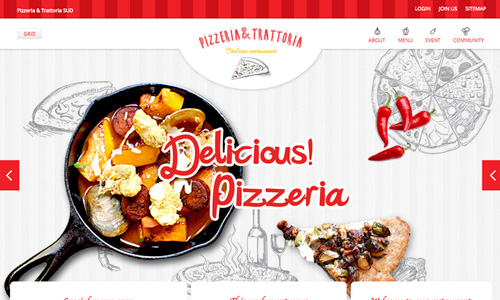 Pizzeria & Trattoria SUD
LOGIN JOIN US SITEMAP
PIZZERIA & TRATTORIA
Italian restaurant
GRID
ABOUT MENU EVENT COMMUNITY
Delicious!
Pizzeria